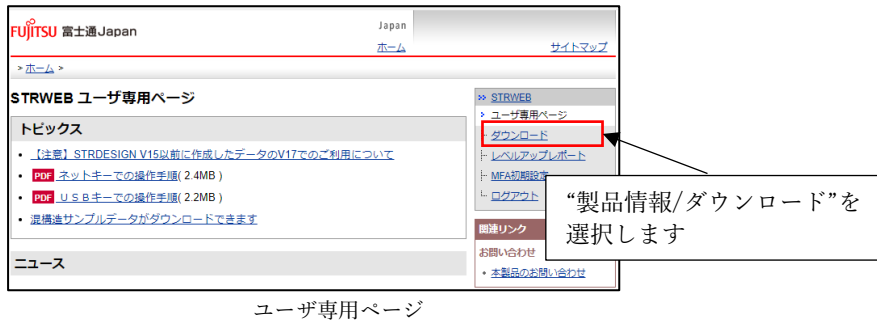 FUJITSU 富士通Japan
Japan
ホーム
サイトマップ
> ホーム >
STRWEB ユーザ専用ページ
トピックス
• 【注意】STRDESIGN V15以前に作成したデータのV17でのご利用について
• PDF ネットキーでの操作手順( 2.4MB )
• PDF ＵＳＢキーでの操作手順( 2.2MB )
• 混構造サンプルデータがダウンロードできます
ニュース
>> STRWEB
ユーザ専用ページ
ダウンロード
レベルアップレポート
MFA初期設定
ログアウト
関連リンク
お問い合わせ
• 本製品のお問い合わせ
“製品情報/ダウンロード”を
選択します
ユーザ専用ページ